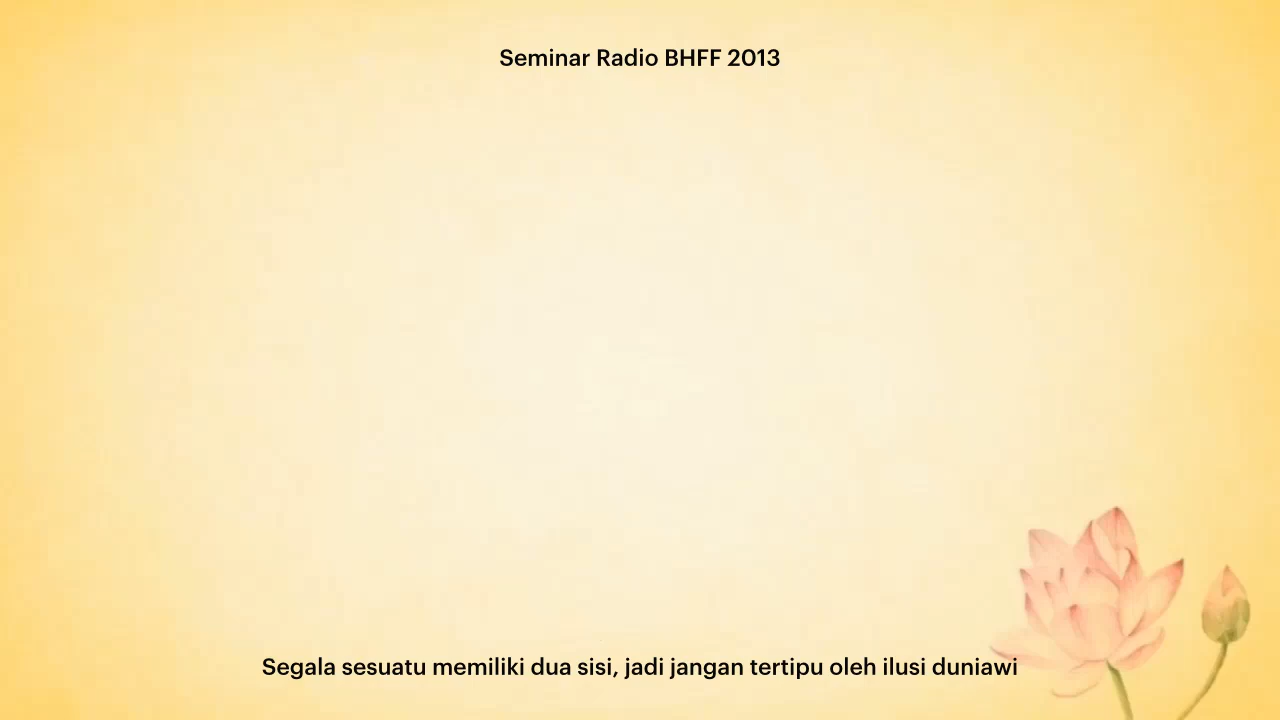 Seminar Radio BHFF 2013
Segala sesuatu memiliki dua sisi, jadi jangan tertipu oleh ilusi duniawi